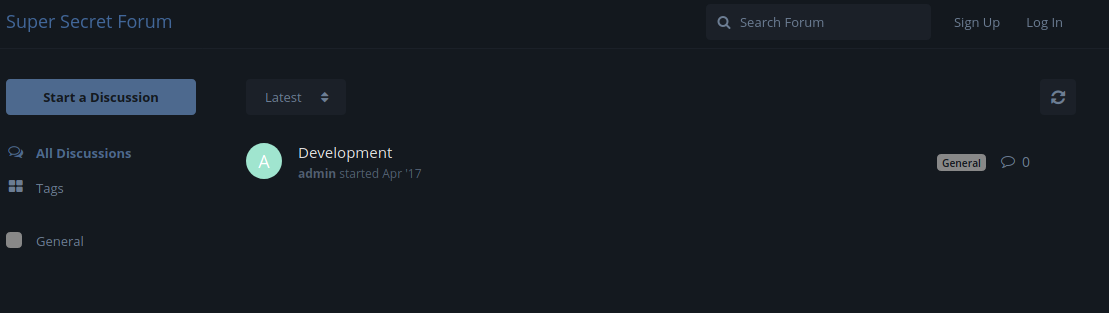 Super Secret Forum
Search Forum
Sign Up
Log In
Start a Discussion
Latest
All Discussions
Tags
General
A
Development
admin started Apr '17
General
0